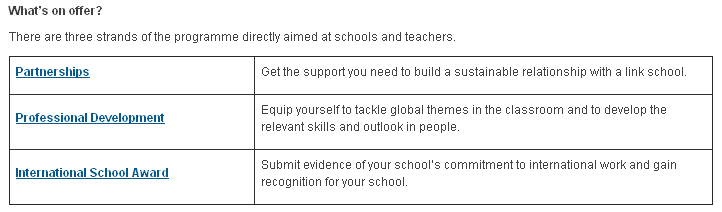 What's on offer?
There are three strands of the programme directly aimed at schools and teachers.
Partnerships
Get the support you need to build a sustainable relationship with a link school.
Professional Development
Equip yourself to tackle global themes in the classroom and to develop the
relevant skills and outlook in people.
International School Award
Submit evidence of your school's commitment to international work and gain
recognition for your school.